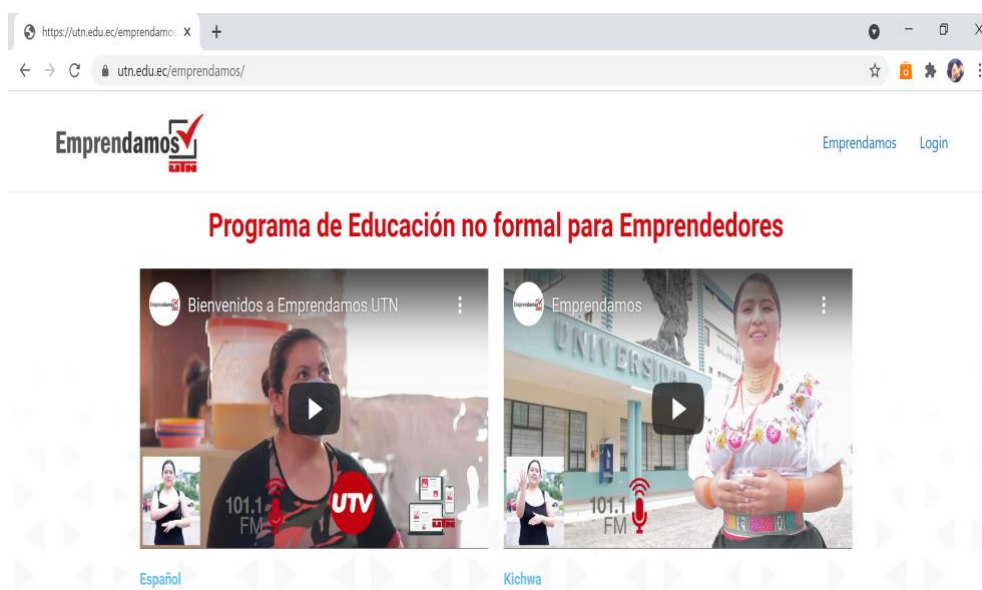 https://utn.edu.ec/emprendamos
utn.edu.ec/emprendamos/
Emprendamos
UTN
Emprendamos Login
Programa de Educación no formal para Emprendedores
Bienvenidos a Emprendamos UTN
101.1
FM
UTV
UTN
Emprendamos
UNIVERSIDAD
101.1
FM
Español
Kichwa